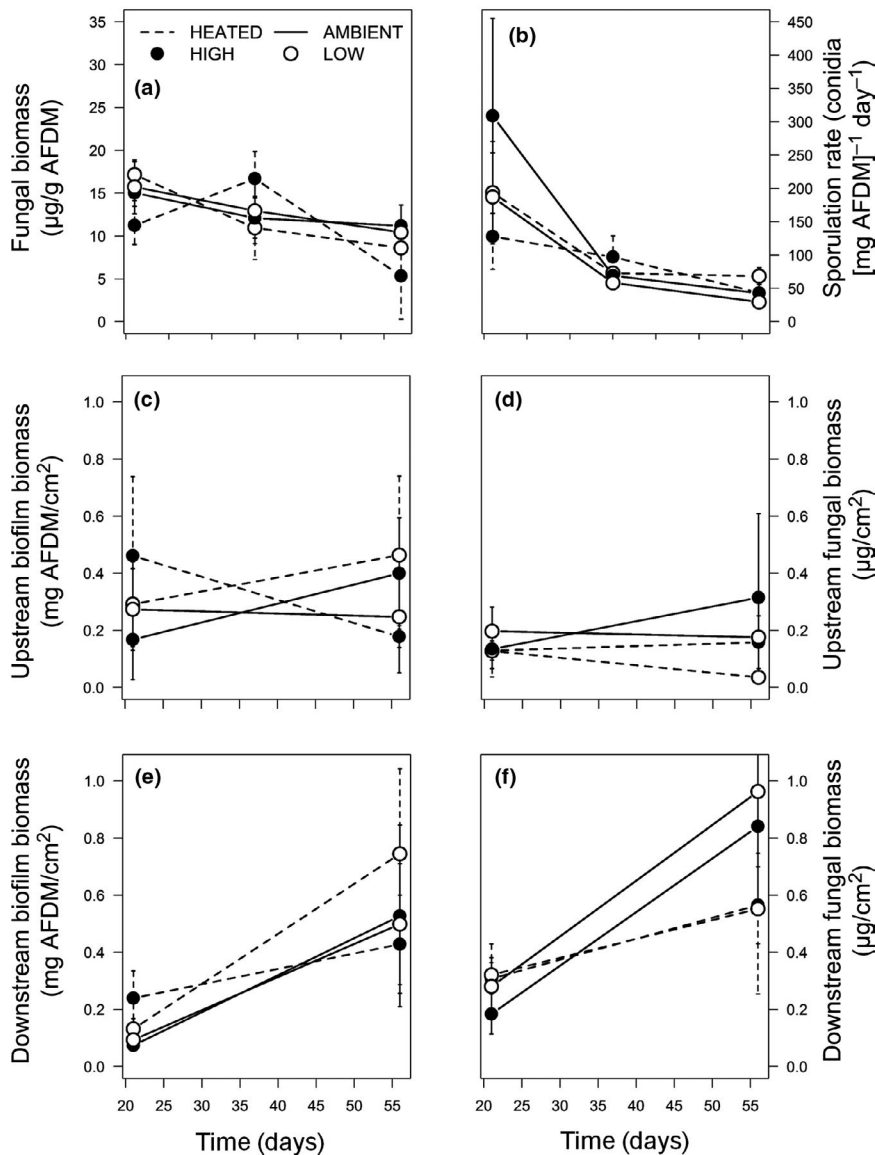 HEATED AMBIENT
HIGH LOW
(a)
Fungal biomass
(µg/g AFDM)
35
30
25
20
15
10
5
0
(b)
450
400
350
300
250
200
150
100
50
0
Sporulation rate (conidia
[mg AFDM]⁻¹ day⁻¹)
(c)
Upstream biofilm biomass
(mg AFDM/cm²)
1.0
0.8
0.6
0.4
0.2
0.0
(d)
1.0
0.8
0.6
0.4
0.2
0.0
Upstream fungal biomass
(µg/cm²)
(e)
Downstream biofilm biomass
(mg AFDM/cm²)
1.0
0.8
0.6
0.4
0.2
0.0
20 25 30 35 40 45 50 55
Time (days)
(f)
1.0
0.8
0.6
0.4
0.2
0.0
Downstream fungal biomass
(µg/cm²)
20 25 30 35 40 45 50 55
Time (days)